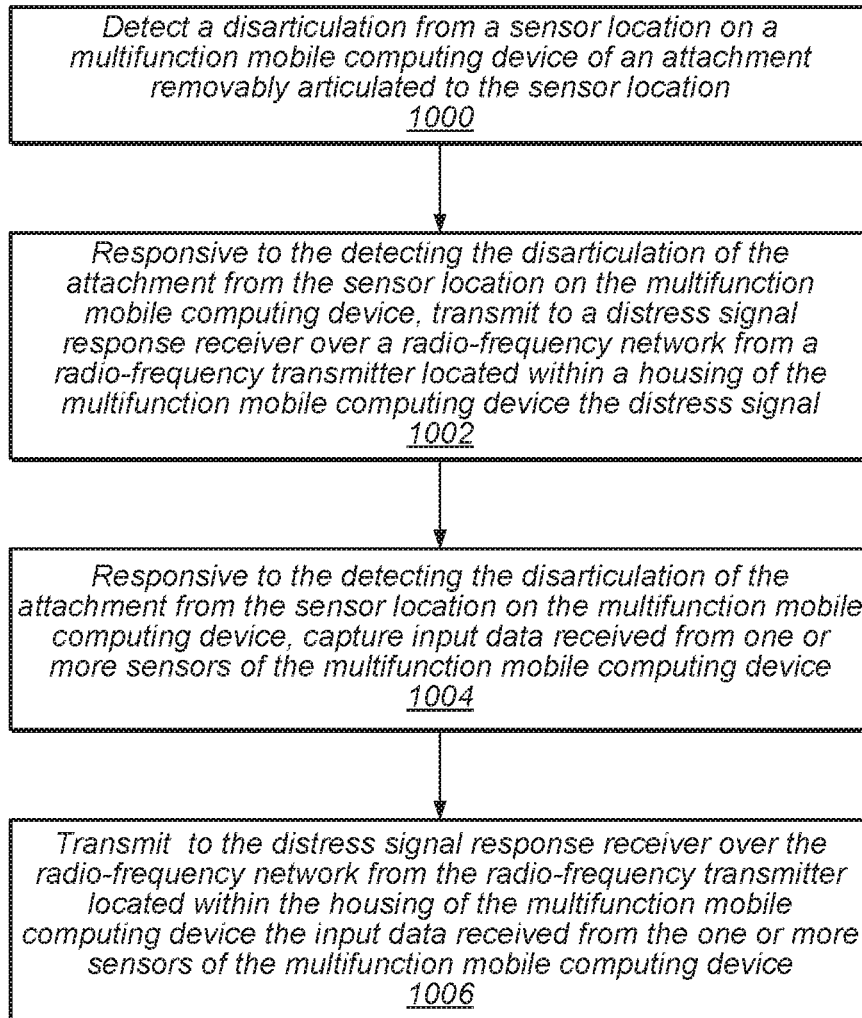 Detect a disarticulation from a sensor location on a
multifunction mobile computing device of an attachment
removably articulated to the sensor location
1000
Responsive to the detecting the disarticulation of the
attachment from the sensor location on the multifunction
mobile computing device, transmit to a distress signal
response receiver over a radio-frequency network from a
radio-frequency transmitter located within a housing of the
multifunction mobile computing device the distress signal
1002
Responsive to the detecting the disarticulation of the
attachment from the sensor location on the multifunction mobile
computing device, capture input data received from one or
more sensors of the multifunction mobile computing device
1004
Transmit to the distress signal response receiver over the
radio-frequency network from the radio-frequency transmitter
located within the housing of the multifunction mobile
computing device the input data received from the one or more
sensors of the multifunction mobile computing device
1006